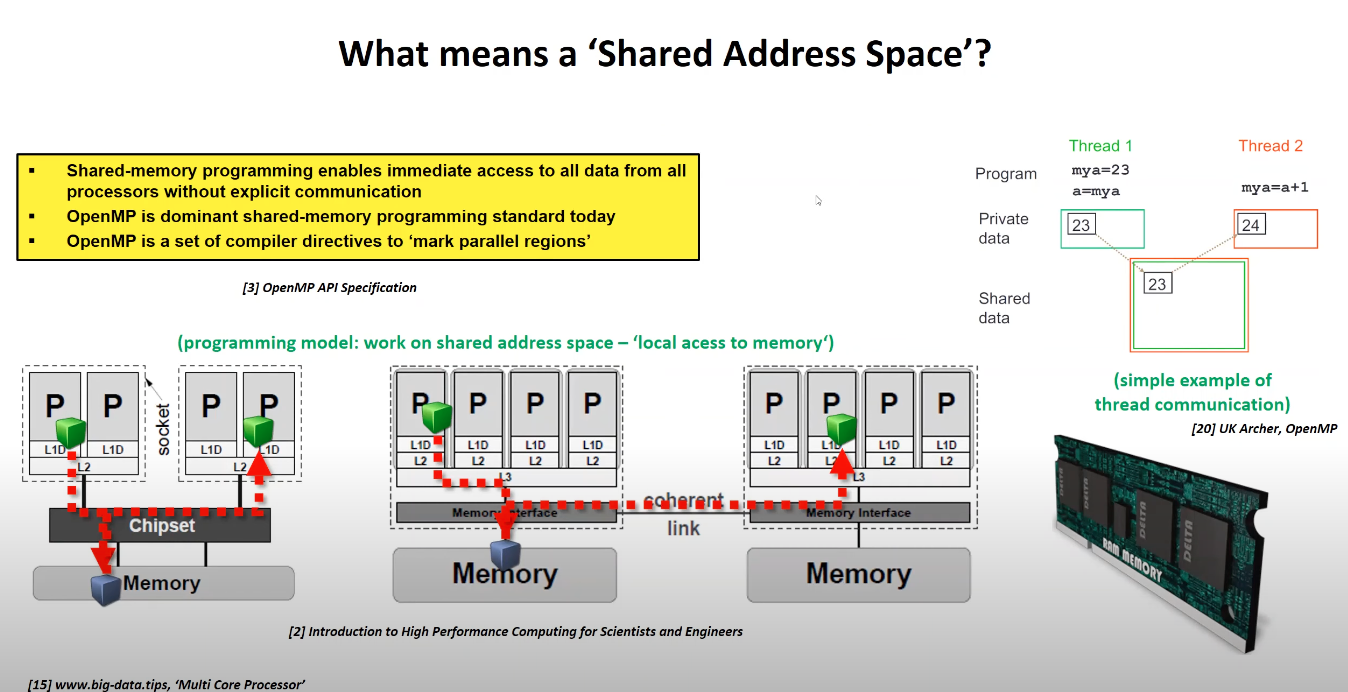 What means a ‘Shared Address Space’?
▪ Shared-memory programming enables immediate access to all data from all
processors without explicit communication
▪ OpenMP is dominant shared-memory programming standard today
▪ OpenMP is a set of compiler directives to ‘mark parallel regions’
[3] OpenMP API Specification
Thread 1
Thread 2
Program
mya=23
a=mya
mya=a+1
Private
data
23
24
Shared
data
23
(simple example of
thread communication)
[20] UK Archer, OpenMP
(programming model: work on shared address space – ‘local acess to memory‘)
P P
L1D L1D
L2
socket
P P
L1D L1D
L2
Chipset
Memory
P P P P
L1D L1D L1D L1D
L2 L2 L2 L2
L3
Memory Interface
Memory
coherent
link
P P P P
L1D L1D L1D L1D
L2 L2 L2 L2
L3
Memory Interface
Memory
DELTA
DELTA
DELTA
RAM MEMORY
[2] Introduction to High Performance Computing for Scientists and Engineers
[15] www.big-data.tips, ‘Multi Core Processor’